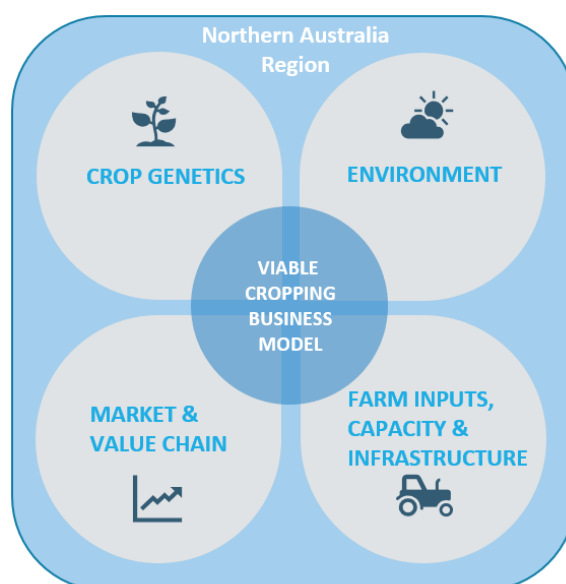 Northern Australia
Region
CROP GENETICS
ENVIRONMENT
VIABLE
CROPPING
BUSINESS
MODEL
MARKET &
VALUE CHAIN
FARM INPUTS,
CAPACITY &
INFRASTRUCTURE